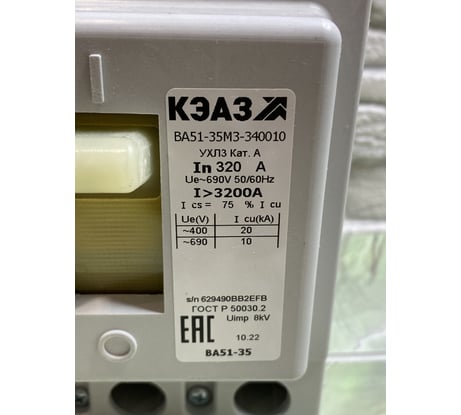 КЭАЗ
ВА51-35М3-340010
УХЛ3 Кат. А
In 320 А
Ue~690V 50/60Hz
I>3200A
I cs = 75 % I cu
Ue(V) I cu(kA)
~400 20
~690 10
s/n 629490BB2EFB
ГОСТ Р 50030.2
EAC Uimp 8kV
10.22
ВА51-35